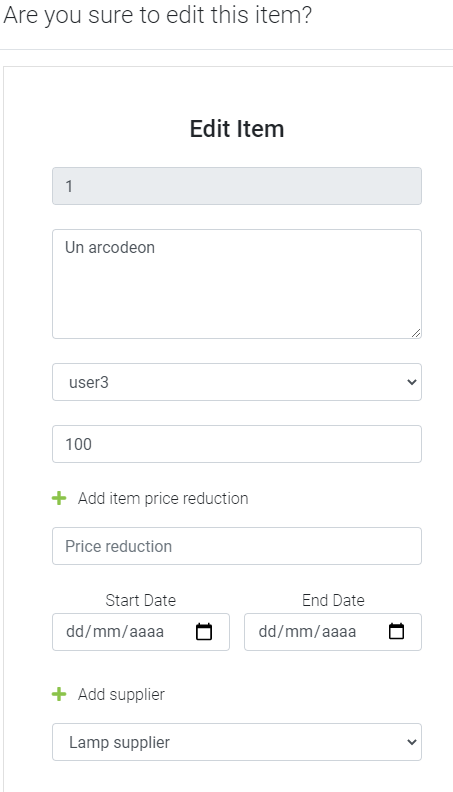 Are you sure to edit this item?
Edit Item
1
Un arcodeon
user3
100
Add item price reduction
Price reduction
Start Date End Date
dd/mm/aaaa dd/mm/aaaa
Add supplier
Lamp supplier